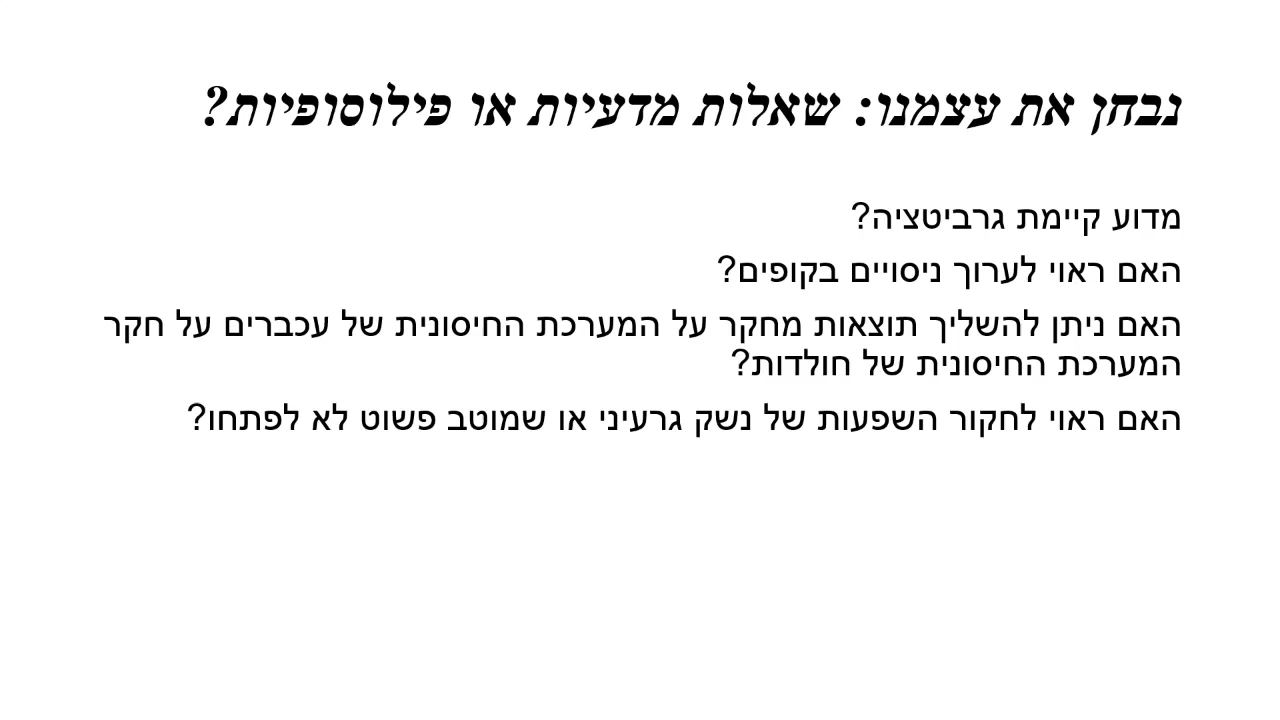 נבחן את עצמנו: שאלות מדעיות או פילוסופיות?
מדוע קיימת גרביטציה?
האם ראוי לערוך ניסויים בקופים?
האם ניתן להשליך תוצאות מחקר על המערכת החיסונית של עכברים על חקר
המערכת החיסונית של חולדות?
האם ראוי לחקור השפעות של נשק גרעיני או שמוטב פשוט לא לפתחו?